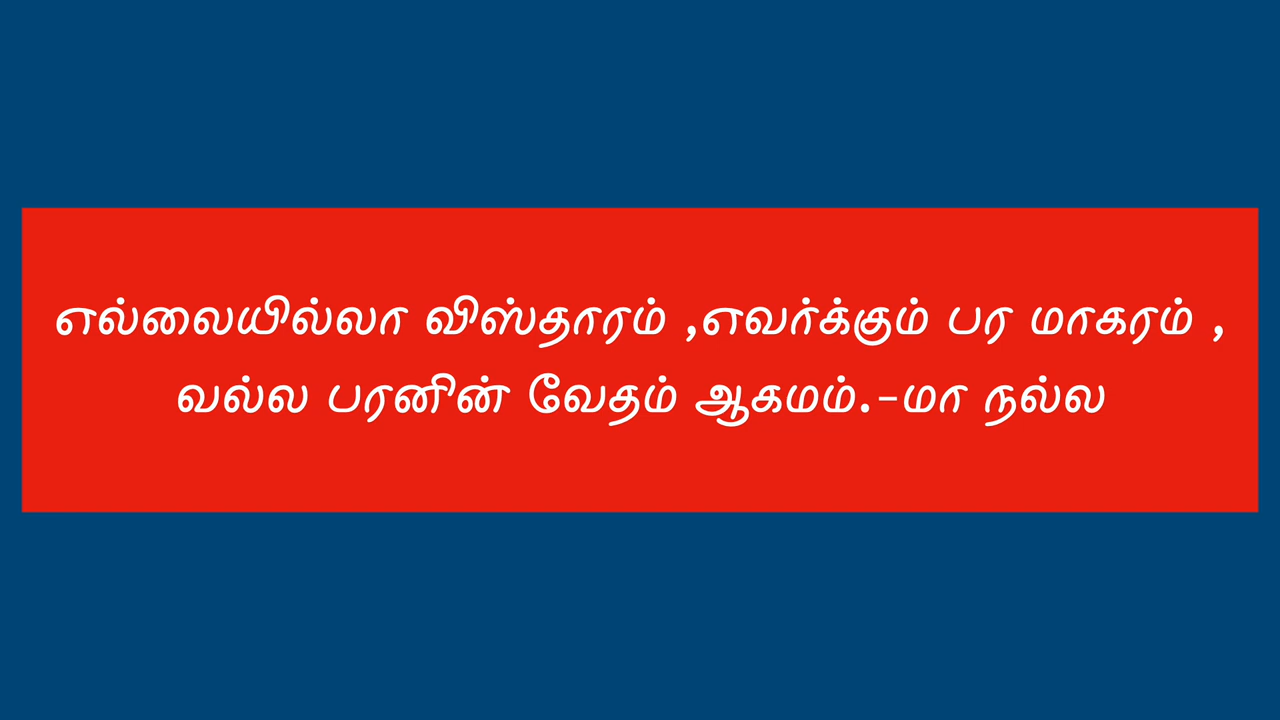 எல்லையில்லா விஸ்தாரம் ,எவர்க்கும் பர மாகரம் ,
வல்ல பரனின் வேதம் ஆகமம்.-மா நல்ல